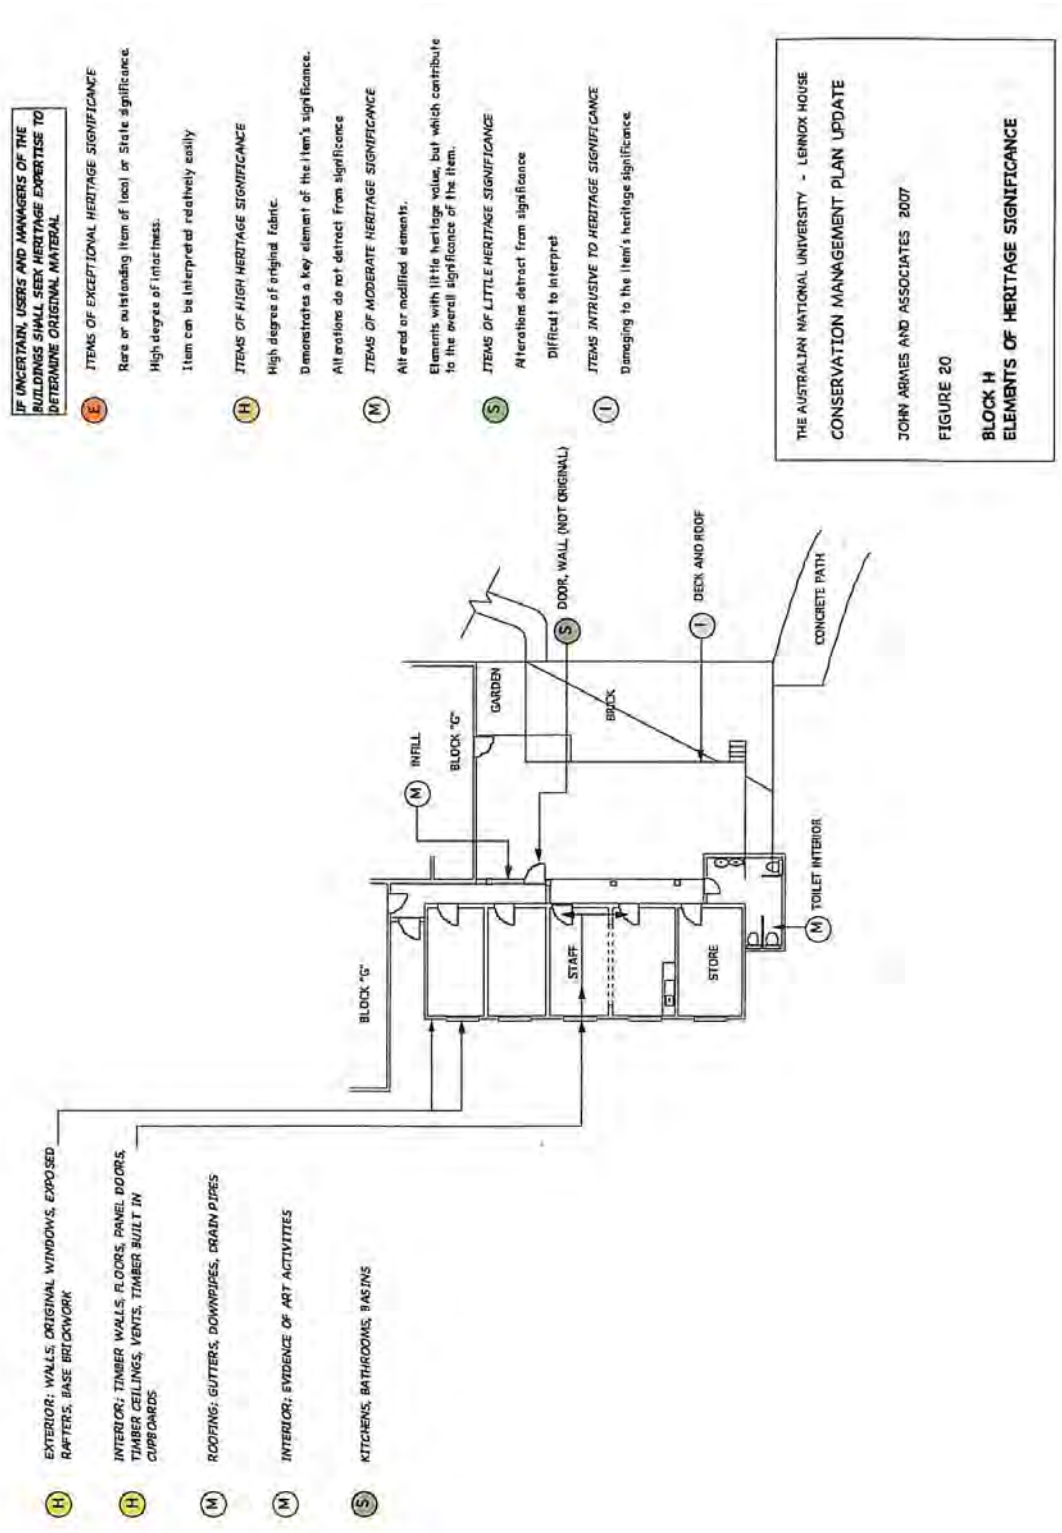 IF UNCERTAIN, USERS AND MANAGERS OF THE
BUILDINGS SHALL SEEK HERITAGE EXPERTISE TO
DETERMINE ORIGINAL MATERAL
E
ITEMS OF EXCEPTIONAL HERITAGE SIGNIFICANCE
Rare or outstanding item of local or State significance.
High degree of intactness.
Item can be interpreted relatively easily
H
ITEMS OF HIGH HERITAGE SIGNIFICANCE
High degree of original fabric.
Demonstrates a key element of the item's significance.
Alterations do not detract from significance
M
ITEMS OF MODERATE HERITAGE SIGNIFICANCE
Altered or modified elements.
Elements with little heritage value, but which contribute
to the overall significance of the item.
S
ITEMS OF LITTLE HERITAGE SIGNIFICANCE
Alterations detract from significance
Difficult to interpret
I
ITEMS INTRUSIVE TO HERITAGE SIGNIFICANCE
Damaging to the item's heritage significance.
H
EXTERIOR: WALLS, ORIGINAL WINDOWS, EXPOSED
RAFTERS, BASE BRICKWORK
H
INTERIOR; TIMBER WALLS, FLOORS, PANEL DOORS,
TIMBER CEILINGS, VENTS, TIMBER BUILT IN
CUPBOARDS
M
ROOFING: GUTTERS, DOWNPIPES, DRAIN PIPES
M
INTERIOR; EVIDENCE OF ART ACTIVITIES
S
KITCHENS, BATHROOMS, BASINS
BLOCK "G"
M INFILL
BLOCK "G"
GARDEN
S DOOR, WALL (NOT ORIGINAL)
STAFF
BRICK
STORE
I DECK AND ROOF
M TOILET INTERIOR
CONCRETE PATH
THE AUSTRALIAN NATIONAL UNIVERSITY - LENNOX HOUSE
CONSERVATION MANAGEMENT PLAN UPDATE
JOHN ARMES AND ASSOCIATES 2007
FIGURE 20
BLOCK H
ELEMENTS OF HERITAGE SIGNIFICANCE